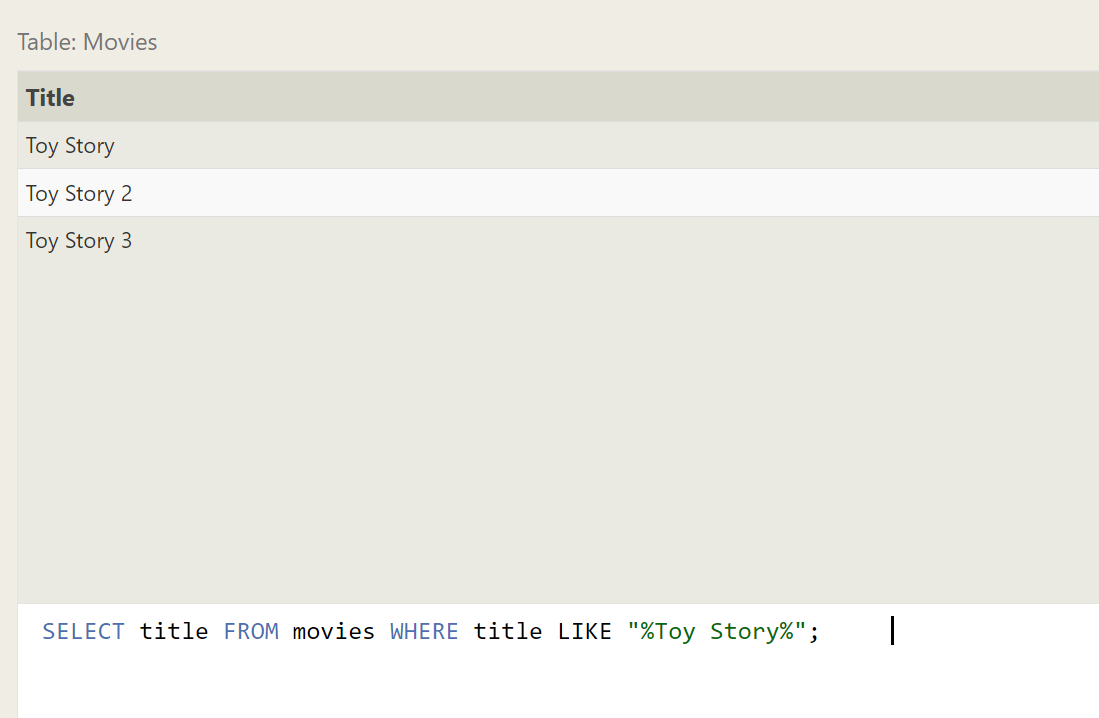 Table: Movies
Title
Toy Story
Toy Story 2
Toy Story 3
SELECT title FROM movies WHERE title LIKE "%Toy Story%";